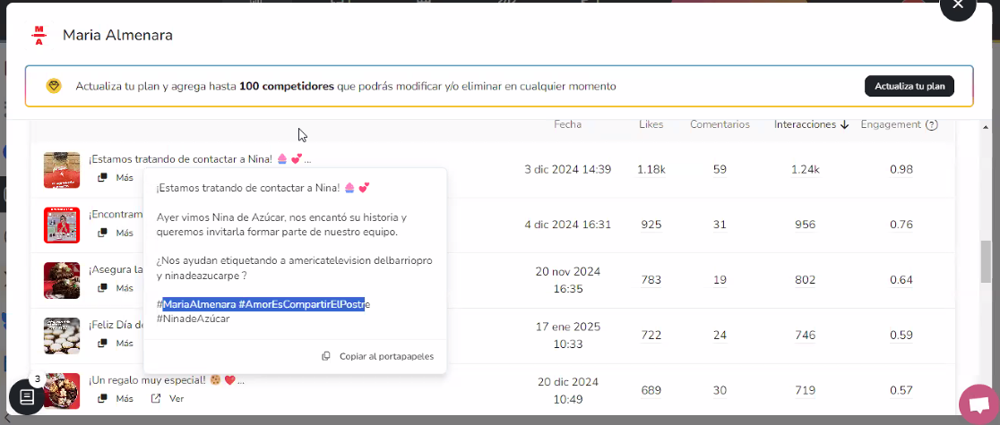 MA
Maria Almenara
Actualiza tu plan y agrega hasta 100 competidores que podrás modificar y/o eliminar en cualquier momento
Actualiza tu plan
Fecha Likes Comentarios Interacciones Engagement ?
¡Estamos tratando de contactar a Nina! 🧁 💕...
Más
3 dic 2024 14:39 1.18k 59 1.24k 0.98
¡Estamos tratando de contactar a Nina! 🧁 💕
Ayer vimos Nina de Azúcar, nos encantó su historia y
queremos invitarla formar parte de nuestro equipo.
¿Nos ayudan etiquetando a americatelevision delbarriopro
y ninadeazucarpe ?
#MariaAlmenara #AmorEsCompartirElPostre
#NinadeAzúcar
Copiar al portapapeles
¡Encontram
Más
4 dic 2024 16:31 925 31 956 0.76
¡Asegura la
Más
20 nov 2024
16:35
783 19 802 0.64
¡Feliz Día d
Más
17 ene 2025
10:33
722 24 746 0.59
¡Un regalo muy especial! 🍪 ❤️...
Más Ver
20 dic 2024
10:49
689 30 719 0.57
3